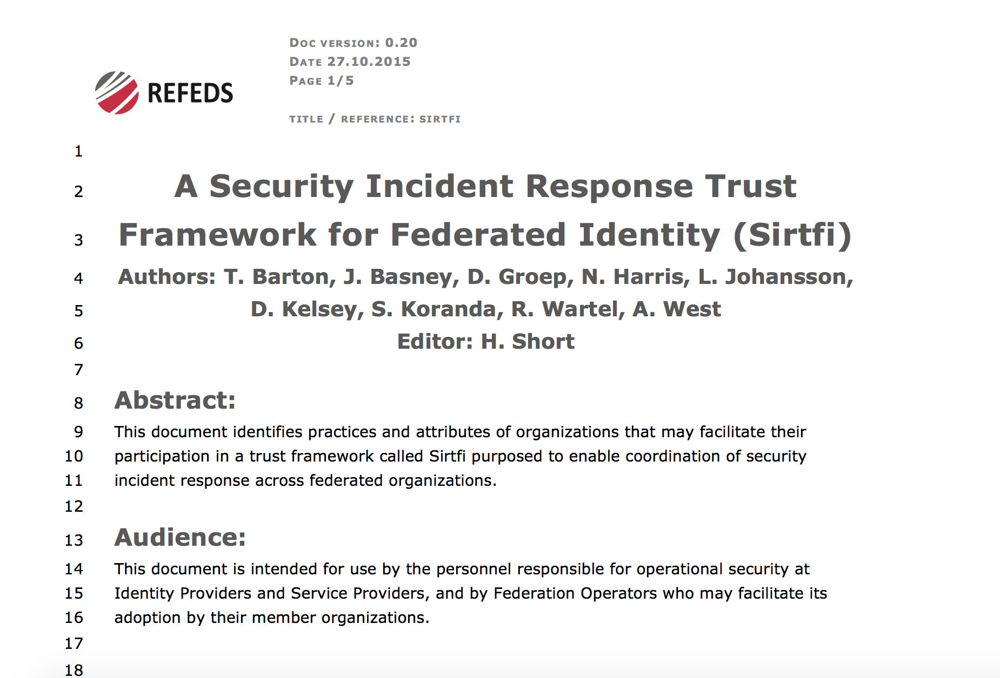 DOC VERSION: 0.20
DATE 27.10.2015
PAGE 1/5
REFEDS
TITLE / REFERENCE: SIRTFI
1
2 A Security Incident Response Trust
3 Framework for Federated Identity (Sirtfi)
4 Authors: T. Barton, J. Basney, D. Groep, N. Harris, L. Johansson,
5 D. Kelsey, S. Koranda, R. Wartel, A. West
6 Editor: H. Short
7
8 Abstract:
9 This document identifies practices and attributes of organizations that may facilitate their
10 participation in a trust framework called Sirtfi purposed to enable coordination of security
11 incident response across federated organizations.
12
13 Audience:
14 This document is intended for use by the personnel responsible for operational security at
15 Identity Providers and Service Providers, and by Federation Operators who may facilitate its
16 adoption by their member organizations.
17
18